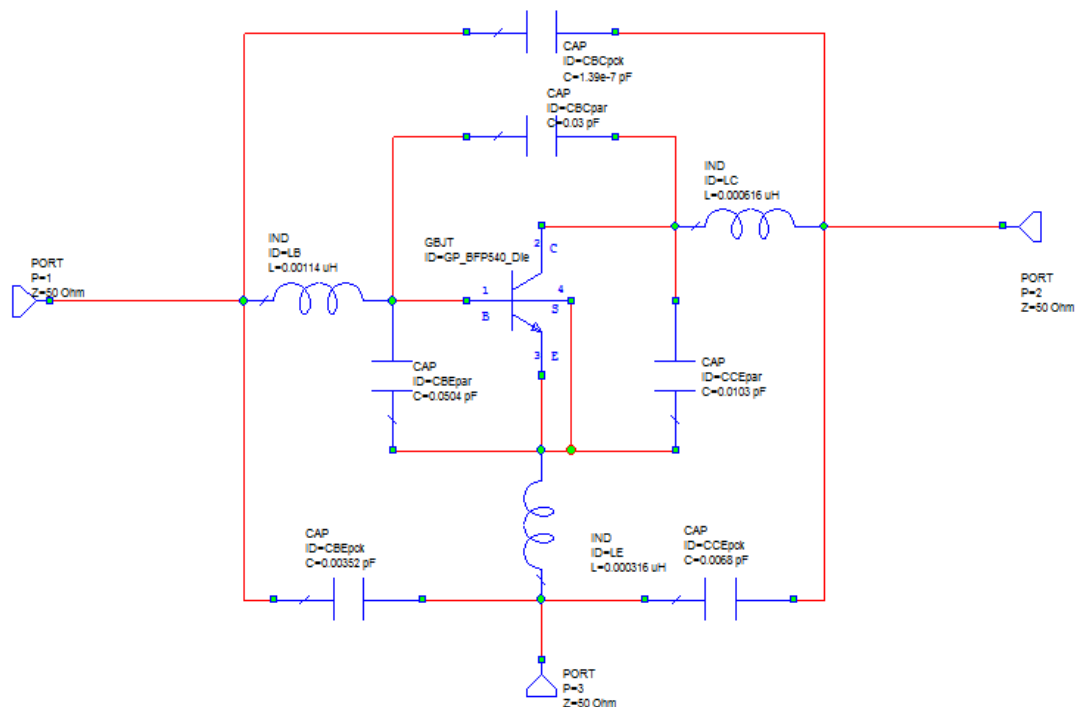 CAP
ID=CBCpck
C=1.39e-7 pF
CAP
ID=CBCpar
C=0.03 pF
IND
ID=LC
L=0.000616 uH
IND
ID=LB
L=0.00114 uH
GBJT
ID=GP_BFP540_Die
2
C
1
B
4
S
3
E
PORT
P=1
Z=50 Ohm
PORT
P=2
Z=50 Ohm
CAP
ID=CBEpar
C=0.0504 pF
CAP
ID=CCEpar
C=0.0103 pF
CAP
ID=CBEpck
C=0.00352 pF
IND
ID=LE
L=0.000316 uH
CAP
ID=CCEpck
C=0.0068 pF
PORT
P=3
Z=50 Ohm